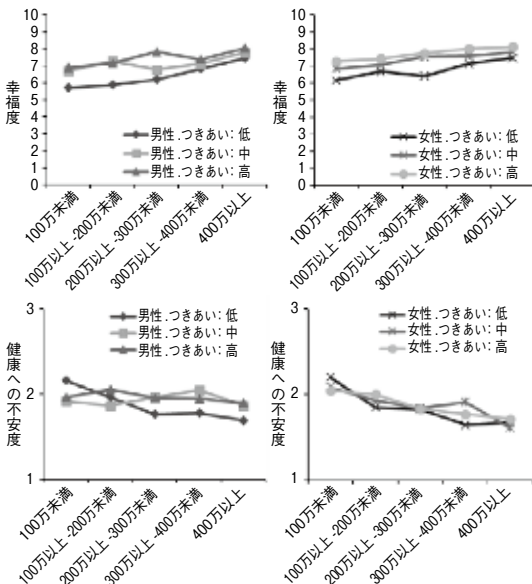 10
9
8
7
6
5
4
3
2
1
0
幸福度
男性.つきあい：低
男性.つきあい：中
男性.つきあい：高
100万未満
100万以上-200万未満
200万以上-300万未満
300万以上-400万未満
400万以上
10
9
8
7
6
5
4
3
2
1
0
幸福度
女性.つきあい：低
女性.つきあい：中
女性.つきあい：高
100万未満
100万以上-200万未満
200万以上-300万未満
300万以上-400万未満
400万以上
3
2
1
健康への不安度
男性.つきあい：低
男性.つきあい：中
男性.つきあい：高
100万未満
100万以上-200万未満
200万以上-300万未満
300万以上-400万未満
400万以上
3
2
1
健康への不安度
女性.つきあい：低
女性.つきあい：中
女性.つきあい：高
100万未満
100万以上-200万未満
200万以上-300万未満
300万以上-400万未満
400万以上